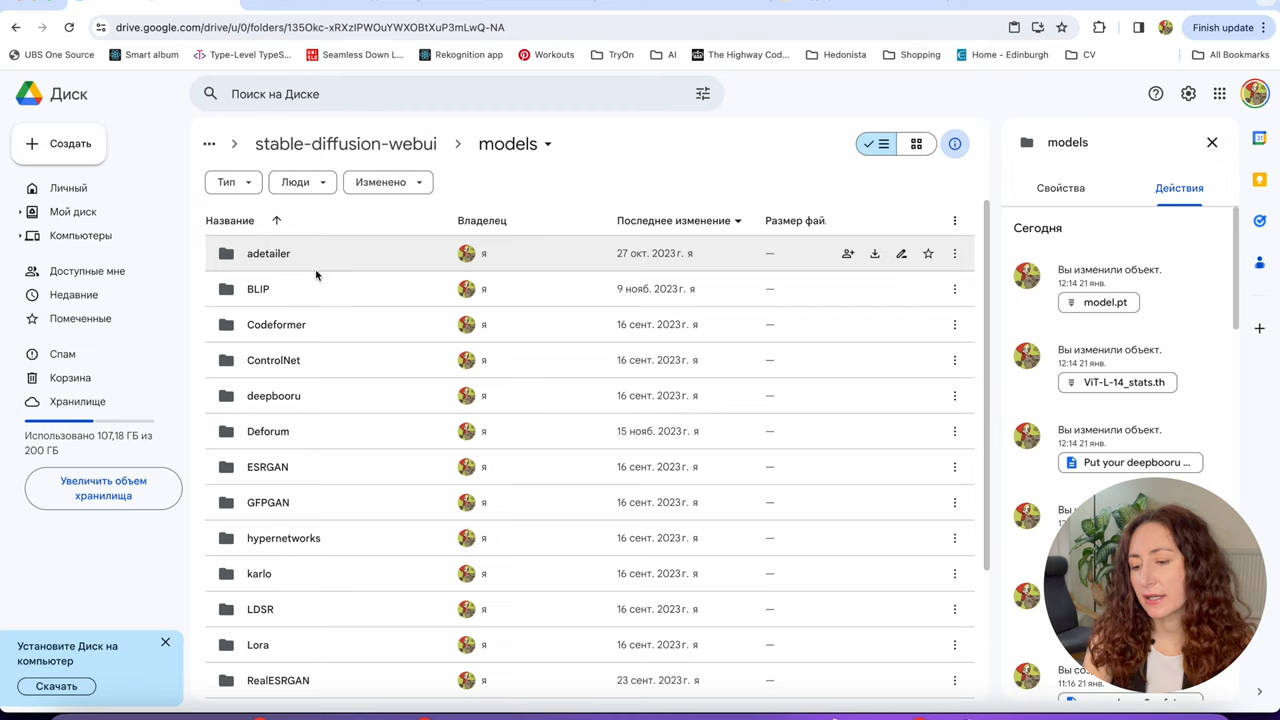 drive.google.com/drive/u/0/folders/135Okc-xRXzIPWOuYWXOBtXuP3mLwQ-NA
Finish update
UBS One Source
Smart album
Type-Level TypeS...
Seamless Down L...
Rekognition app
Workouts
TryOn
AI
The Highway Cod...
Hedonista
Shopping
Home - Edinburgh
CV
All Bookmarks
Диск
Поиск на Диске
Создать
Личный
Мой диск
Компьютеры
Доступные мне
Недавние
Помеченные
Спам
Корзина
Хранилище
Использовано 107,18 ГБ из
200 ГБ
Увеличить объем
хранилища
Установите Диск на
компьютер
Скачать
stable-diffusion-webui
models
Тип
Люди
Изменено
Название
Владелец
Последнее изменение
Размер фай.
adetailer я 27 окт. 2023 г. я —
BLIP я 9 нояб. 2023 г. я —
Codeformer я 16 сент. 2023 г. я —
ControlNet я 16 сент. 2023 г. я —
deepbooru я 16 сент. 2023 г. я —
Deforum я 15 нояб. 2023 г. я —
ESRGAN я 16 сент. 2023 г. я —
GFPGAN я 16 сент. 2023 г. я —
hypernetworks я 16 сент. 2023 г. я —
karlo я 16 сент. 2023 г. я —
LDSR я 16 сент. 2023 г. я —
Lora я 16 сент. 2023 г. я —
RealESRGAN я 23 сент. 2023 г. я —
models
Свойства
Действия
Сегодня
Вы изменили объект.
12:14 21 янв.
model.pt
Вы изменили объект.
12:14 21 янв.
ViT-L-14_stats.th
Вы изменили объект.
12:14 21 янв.
Put your deepbooru ...
12:14 21 янв.
Вы со
11:16 21 янв.